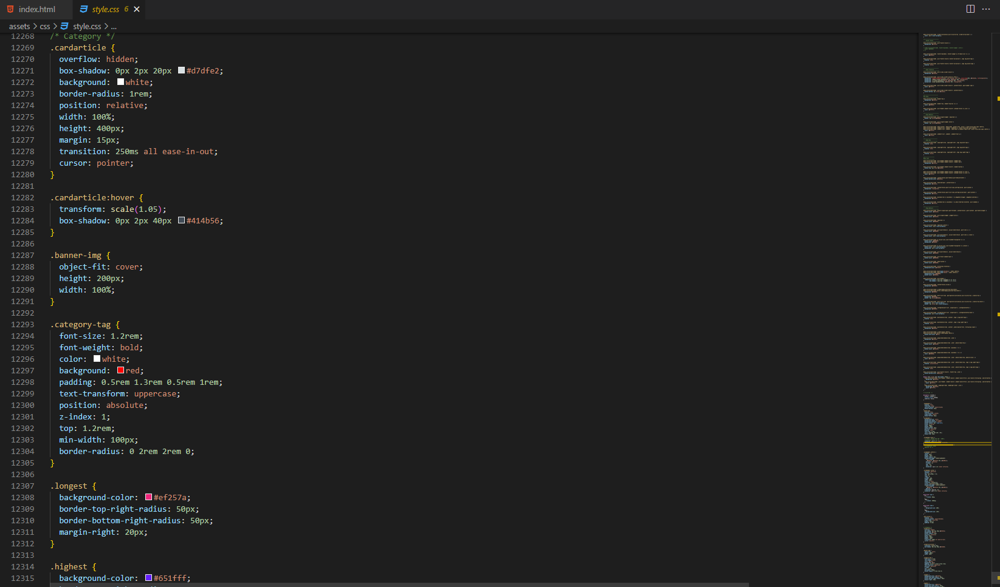 index.html
style.css 6
assets > css > style.css > ...
12268 /* Category */
12269 .cardarticle {
12270 overflow: hidden;
12271 box-shadow: 0px 2px 20px #d7dfe2;
12272 background: white;
12273 border-radius: 1rem;
12274 position: relative;
12275 width: 100%;
12276 height: 400px;
12277 margin: 15px;
12278 transition: 250ms all ease-in-out;
12279 cursor: pointer;
12280 }
12281
12282 .cardarticle:hover {
12283 transform: scale(1.05);
12284 box-shadow: 0px 2px 40px #414b56;
12285 }
12286
12287 .banner-img {
12288 object-fit: cover;
12289 height: 200px;
12290 width: 100%;
12291 }
12292
12293 .category-tag {
12294 font-size: 1.2rem;
12295 font-weight: bold;
12296 color: white;
12297 background: red;
12298 padding: 0.5rem 1.3rem 0.5rem 1rem;
12299 text-transform: uppercase;
12300 position: absolute;
12301 z-index: 1;
12302 top: 1.2rem;
12303 min-width: 100px;
12304 border-radius: 0 2rem 2rem 0;
12305 }
12306
12307 .longest {
12308 background-color: #ef257a;
12309 border-top-right-radius: 50px;
12310 border-bottom-right-radius: 50px;
12311 margin-right: 20px;
12312 }
12313
12314 .highest {
12315 background-color: #651fff;